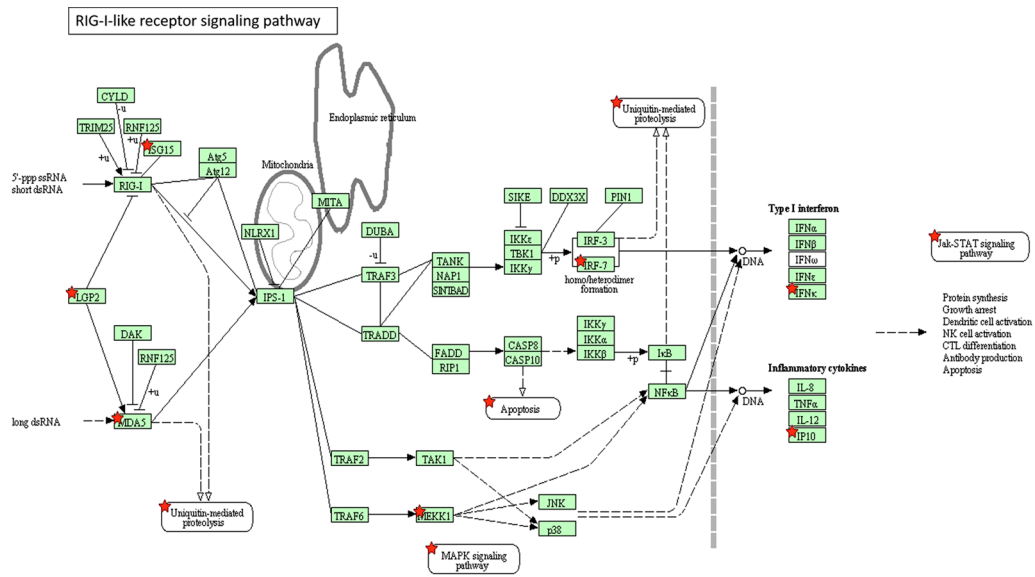 RIG-I-like receptor signaling pathway
CYLD
-u
TRIM25
RNF125
+u
+u
ISG15
5'-ppp ssRNA
short dsRNA
RIG-I
Atg5
Atg12
Mitochondria
Endoplasmic reticulum
MITA
NLRX1
LGP2
IPS-1
DAK
RNF125
+u
long dsRNA
MDA5
Uniquitin-mediated
proteolysis
DUBA
-u
TRAF3
TANK
NAP1
SINTBAD
TRADD
FADD
RIP1
CASP8
CASP10
Apoptosis
SIKE
DDX3X
PIN1
IKKε
TBK1
IKKγ
+p
IRF-3
IRF-7
homo/heterodimer
formation
IKKγ
IKKα
IKKβ
+p
IκB
NFκB
TRAF2
TAK1
TRAF6
MEKK1
JNK
p38
MAPK signaling
pathway
Uniquitin-mediated
proteolysis
DNA
DNA
Type I interferon
IFNα
IFNβ
IFNω
IFNε
IFNκ
Inflammatory cytokines
IL-8
TNFα
IL-12
IP10
Jak-STAT signaling
pathway
Protein synthesis
Growth arrest
Dendritic cell activation
NK cell activation
CTL differentiation
Antibody production
Apoptosis